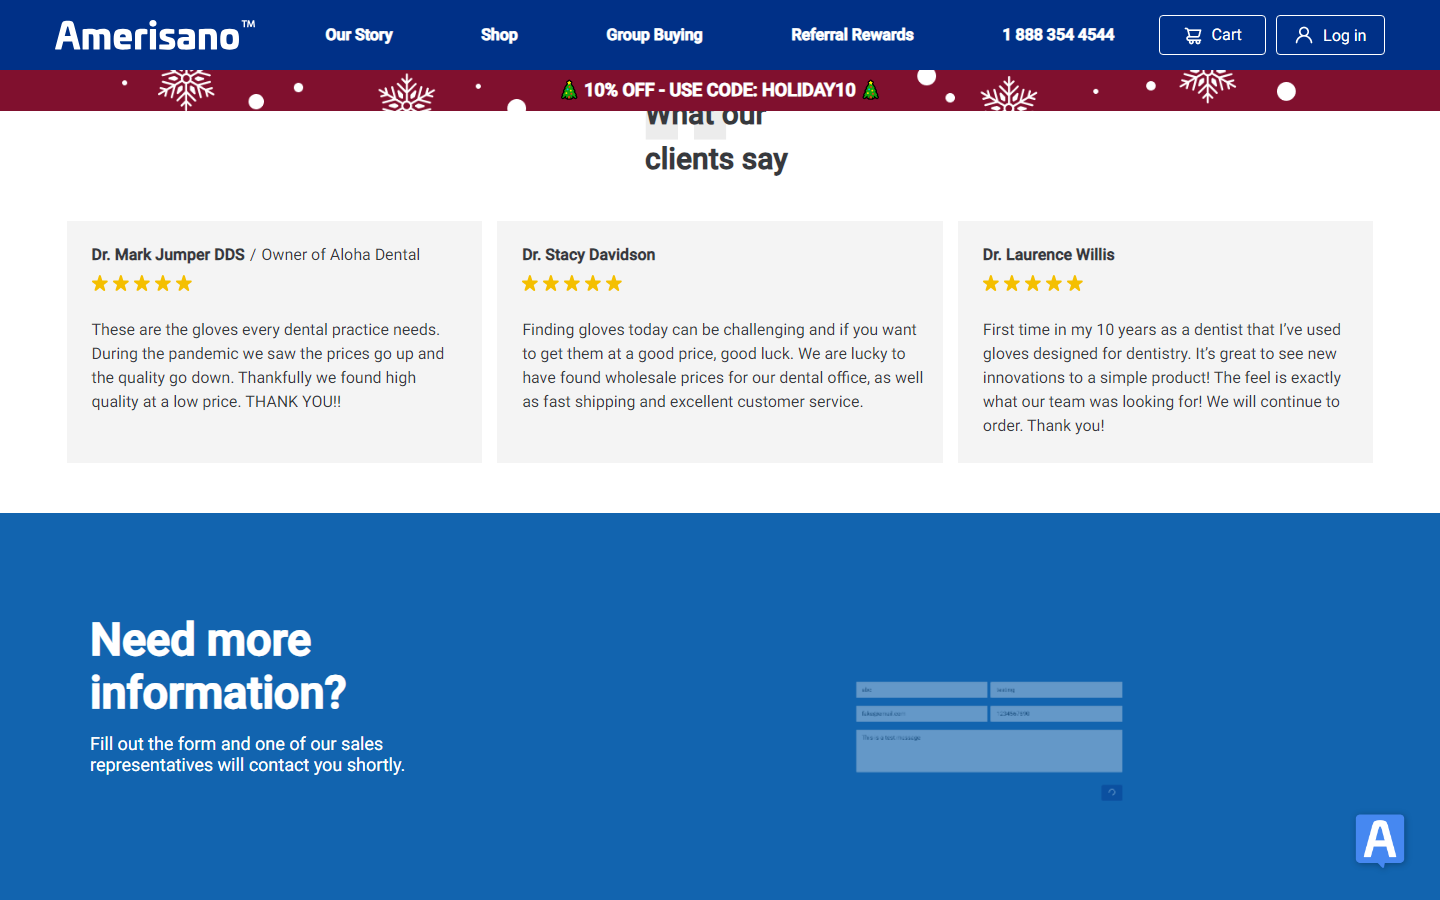 Amerisano™
Our Story
Shop
Group Buying
Referral Rewards
1 888 354 4544
Cart
Log in
10% OFF - USE CODE: HOLIDAY10
What our
clients say
Dr. Mark Jumper DDS / Owner of Aloha Dental
These are the gloves every dental practice needs.
During the pandemic we saw the prices go up and
the quality go down. Thankfully we found high
quality at a low price. THANK YOU!!
Dr. Stacy Davidson
Finding gloves today can be challenging and if you want
to get them at a good price, good luck. We are lucky to
have found wholesale prices for our dental office, as well
as fast shipping and excellent customer service.
Dr. Laurence Willis
First time in my 10 years as a dentist that I’ve used
gloves designed for dentistry. It’s great to see new
innovations to a simple product! The feel is exactly
what our team was looking for! We will continue to
order. Thank you!
Need more
information?
Fill out the form and one of our sales
representatives will contact you shortly.
This is a test message
A